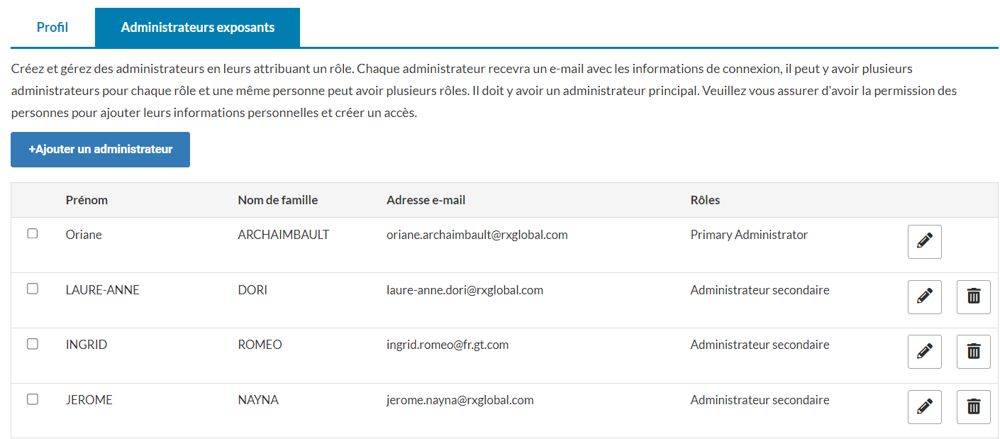 Profil
Administrateurs exposants
Créez et gérez des administrateurs en leurs attribuant un rôle. Chaque administrateur recevra un e-mail avec les informations de connexion, il peut y avoir plusieurs
administrateurs pour chaque rôle et une même personne peut avoir plusieurs rôles. Il doit y avoir un administrateur principal. Veuillez vous assurer d'avoir la permission des
personnes pour ajouter leurs informations personnelles et créer un accès.
+Ajouter un administrateur
Prénom Nom de famille Adresse e-mail Rôles
Oriane ARCHAIMBAULT oriane.archaimbault@rxglobal.com Primary Administrator
LAURE-ANNE DORI laure-anne.dori@rxglobal.com Administrateur secondaire
INGRID ROMEO ingrid.romeo@fr.gt.com Administrateur secondaire
JEROME NAYNA jerome.nayna@rxglobal.com Administrateur secondaire